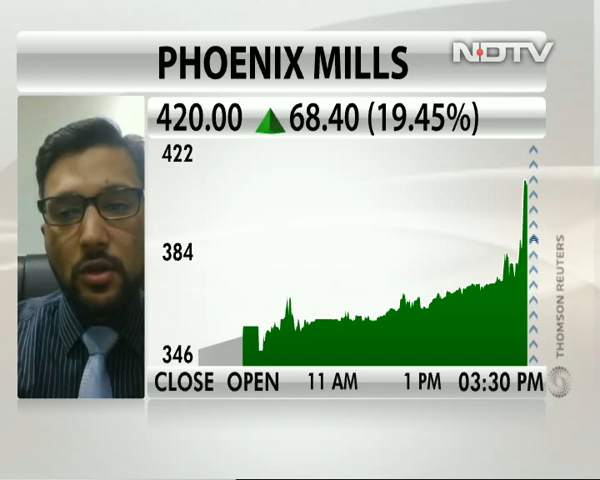 PHOENIX MILLS
NDTV
420.00 ▲ 68.40 (19.45%)
422
384
346
CLOSE OPEN 11 AM 1 PM 03:30 PM
THOMSON REUTERS